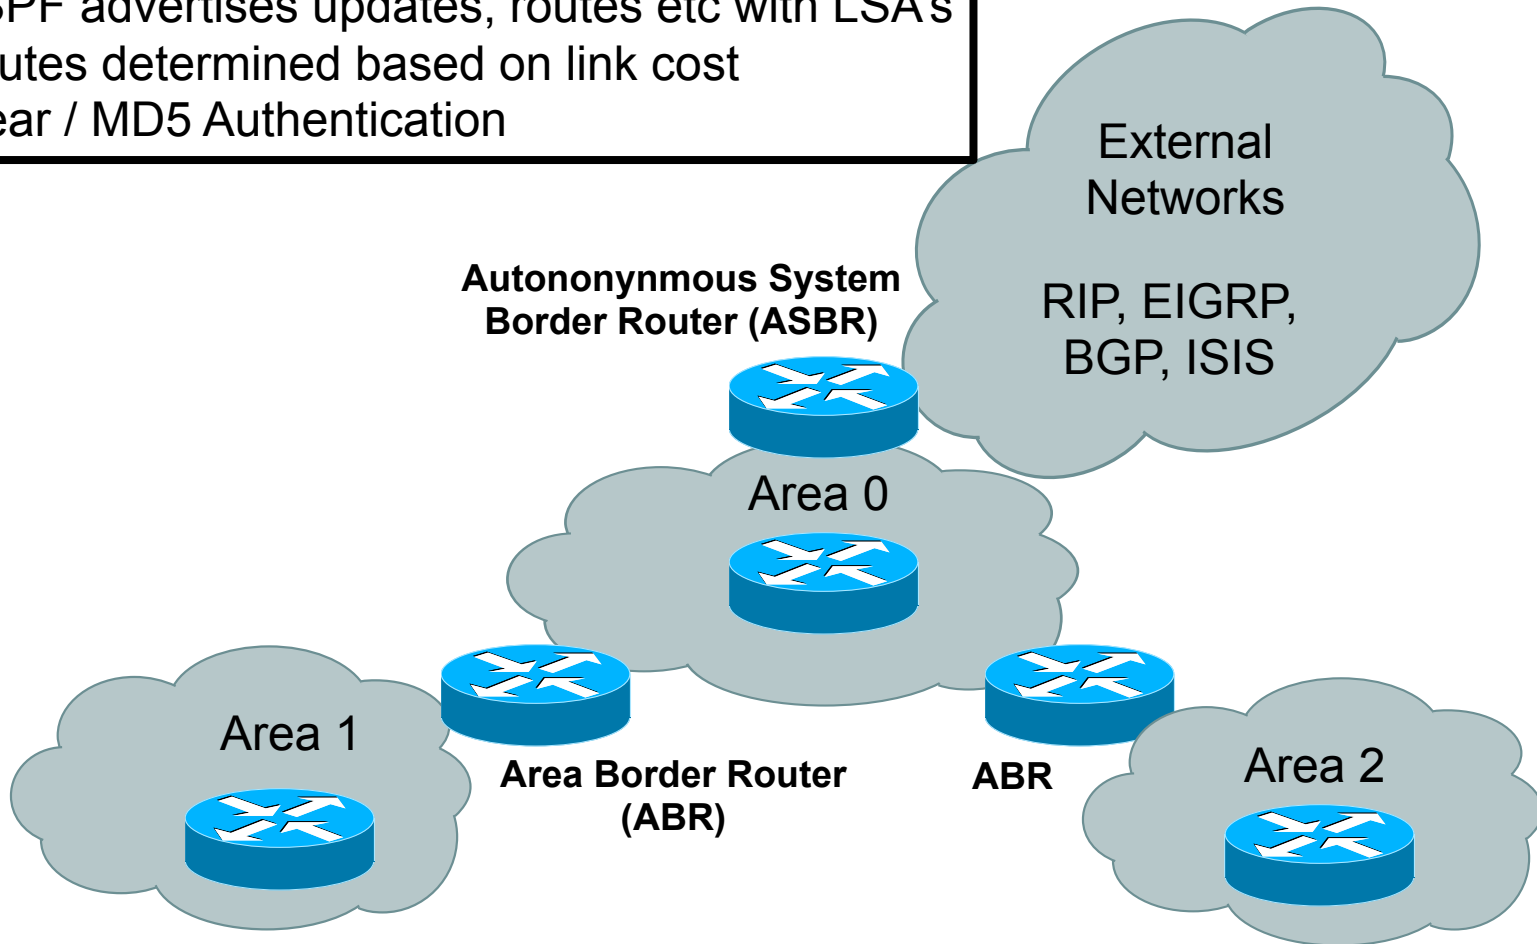 SPF advertises updates, routes etc with LSA's
utes determined based on link cost
ear / MD5 Authentication
External
Networks
RIP, EIGRP,
BGP, ISIS
Autononynmous System
Border Router (ASBR)
Area 0
Area 1
Area Border Router
(ABR)
ABR
Area 2